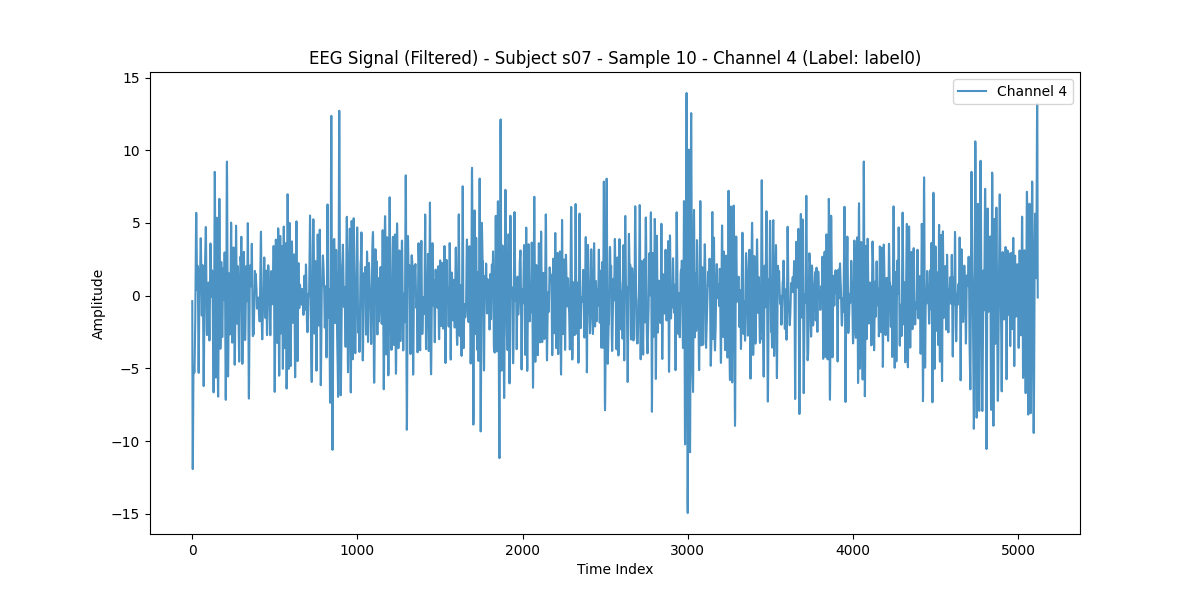 EEG Signal (Filtered) - Subject s07 - Sample 10 - Channel 4 (Label: label0)
Channel 4
15
10
5
0
−5
−10
−15
Amplitude
0 1000 2000 3000 4000 5000
Time Index